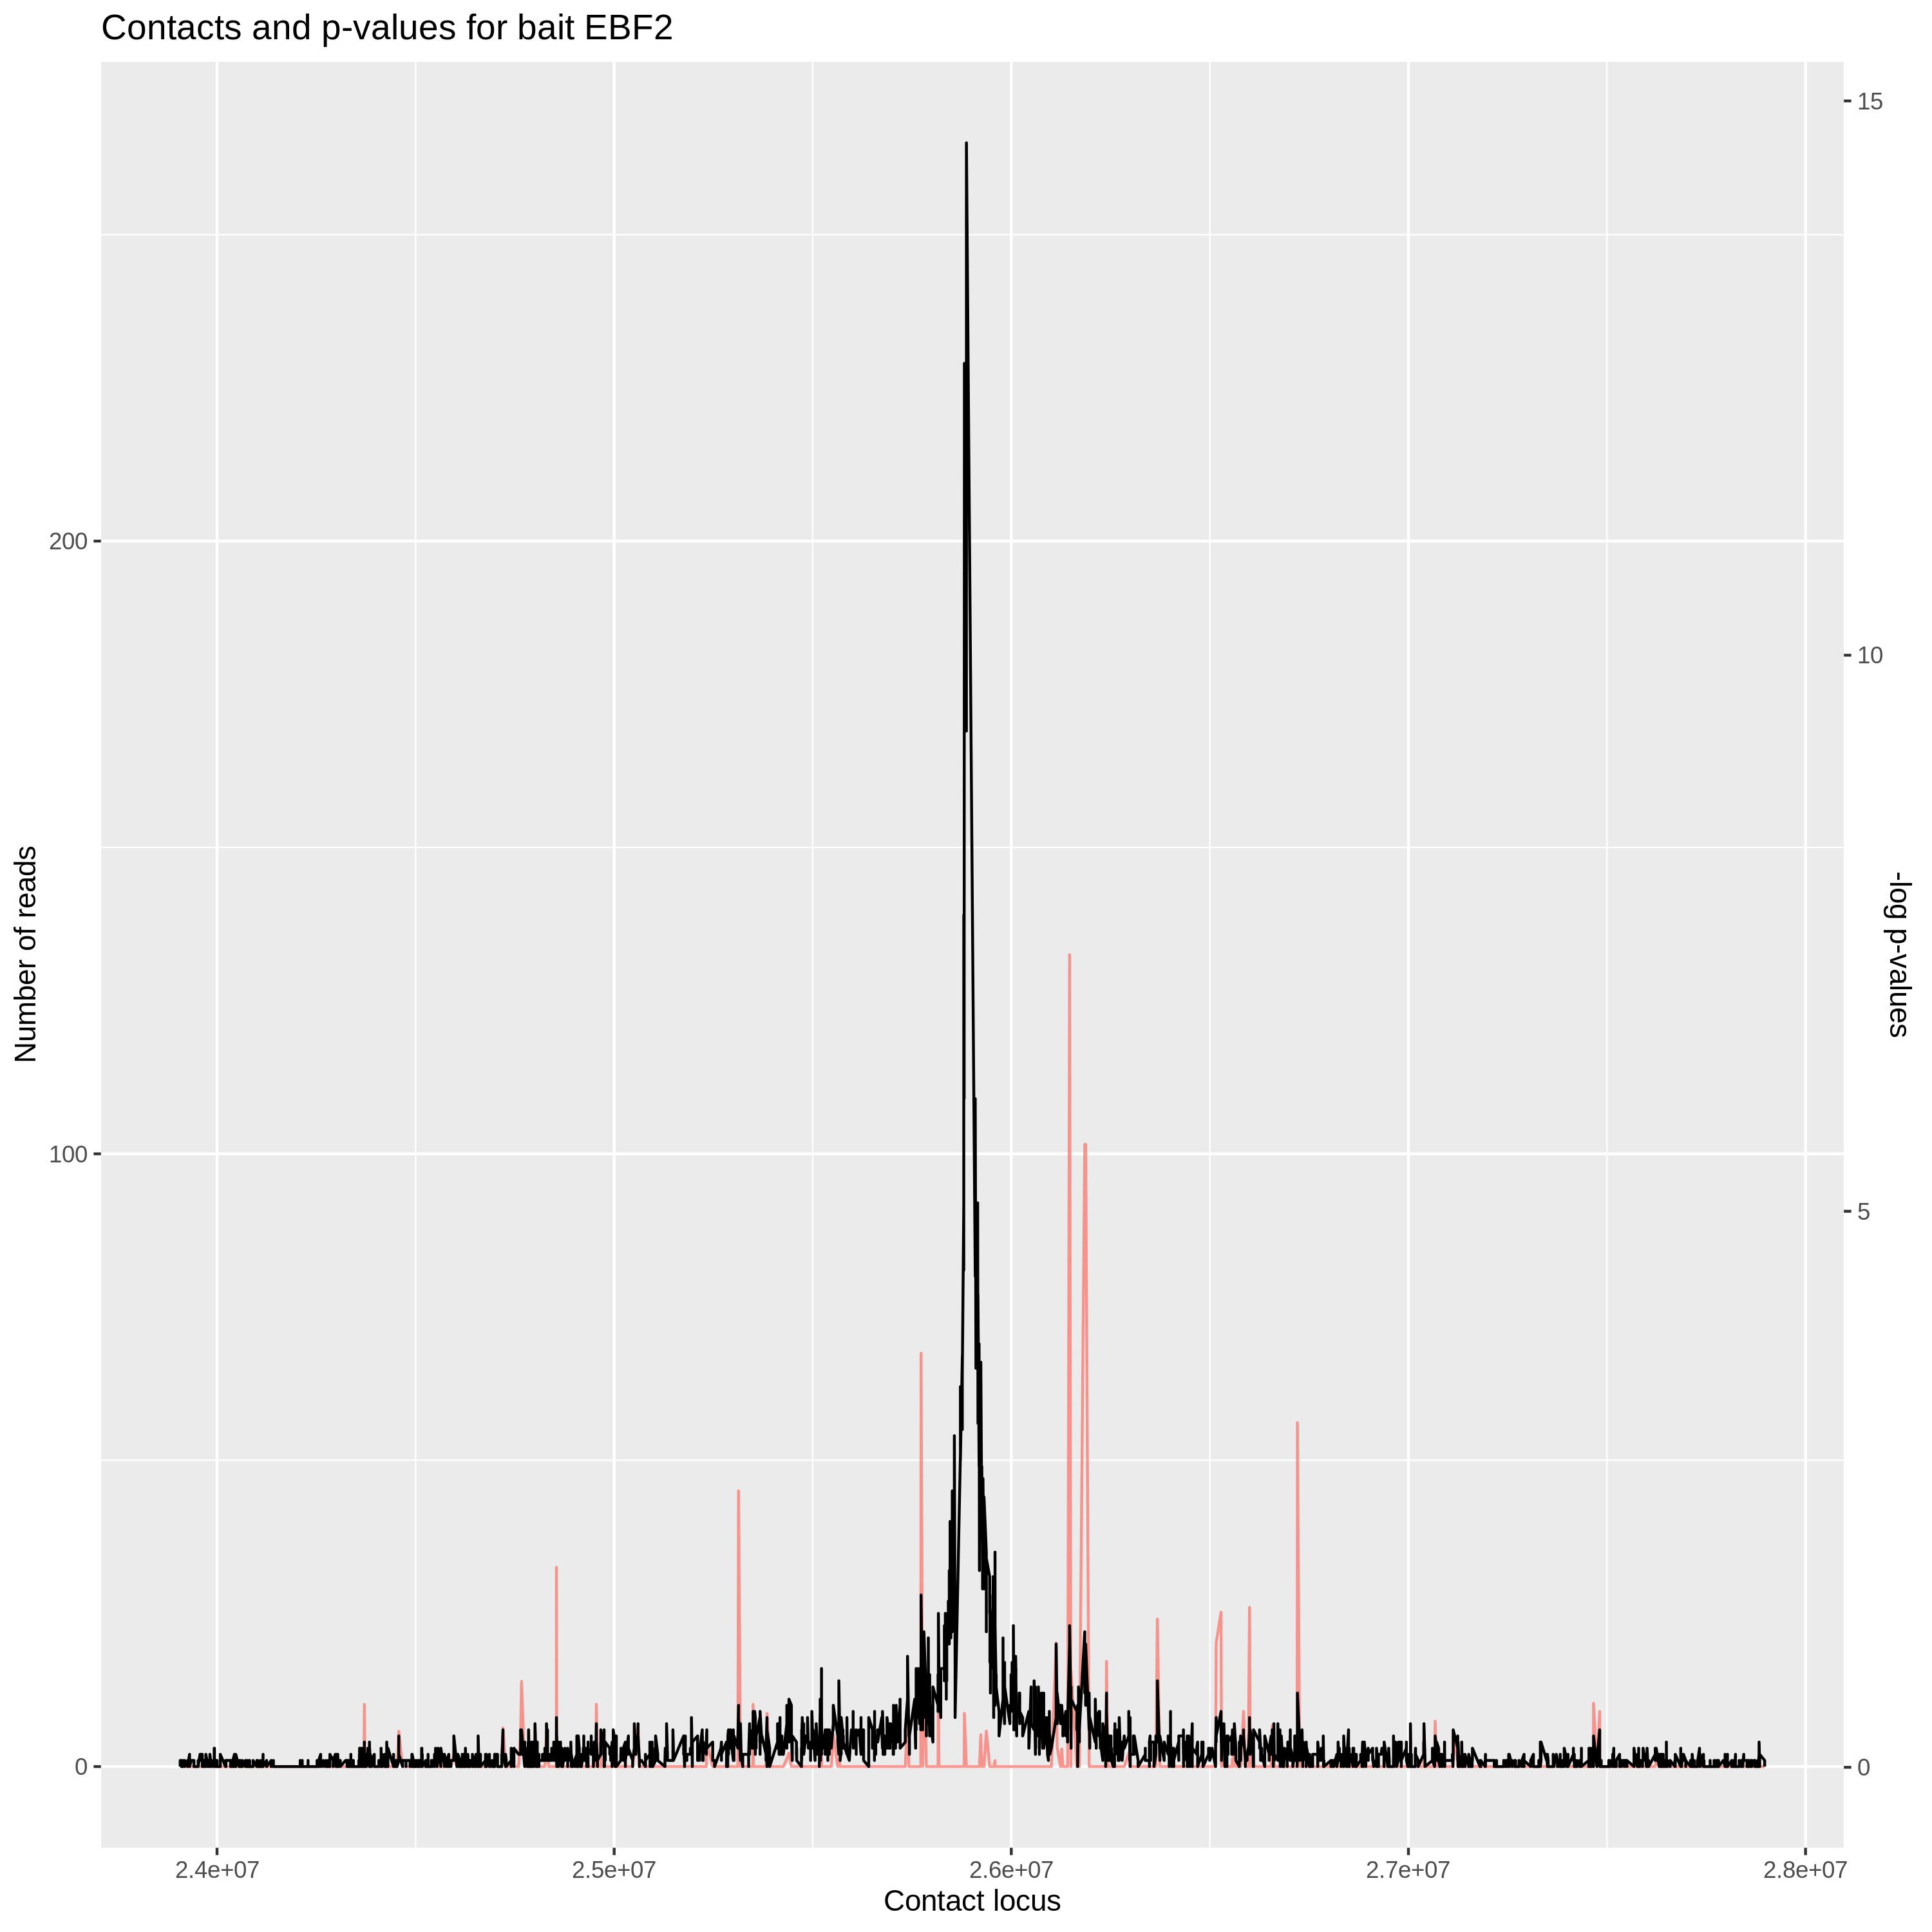 Contacts and p-values for bait EBF2
15
200
10
Number of reads
-log p-values
100
5
0
0
2.4e+07
2.5e+07
2.6e+07
2.7e+07
2.8e+07
Contact locus